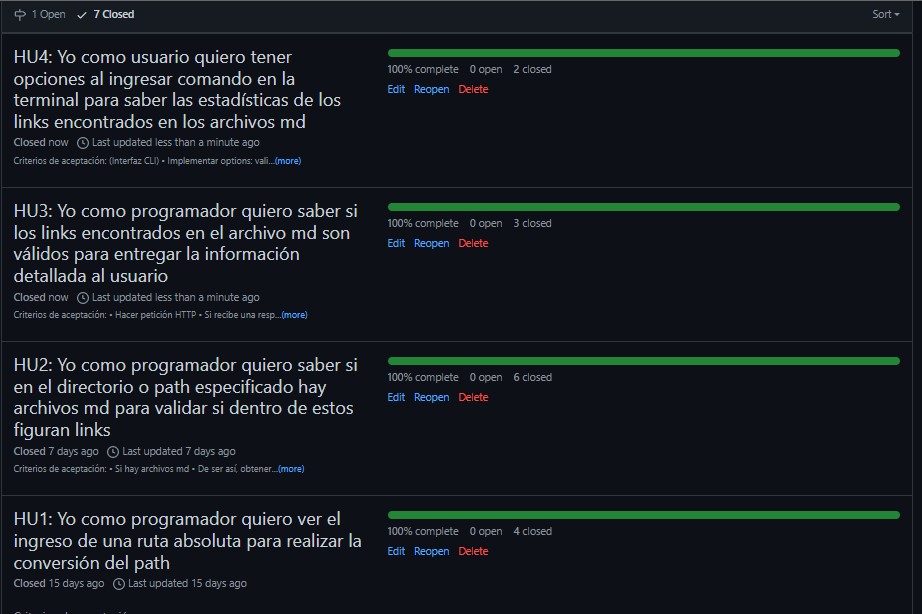 1 Open 7 Closed Sort
HU4: Yo como usuario quiero tener
opciones al ingresar comando en la
terminal para saber las estadísticas de los
links encontrados en los archivos md
Closed now Last updated less than a minute ago
Criterios de aceptación: (Interfaz CLI) • Implementar options: vali...(more)
100% complete 0 open 2 closed
Edit Reopen Delete
HU3: Yo como programador quiero saber si
los links encontrados en el archivo md son
válidos para entregar la información
detallada al usuario
Closed now Last updated less than a minute ago
Criterios de aceptación: • Hacer petición HTTP • Si recibe una resp...(more)
100% complete 0 open 3 closed
Edit Reopen Delete
HU2: Yo como programador quiero saber si
en el directorio o path especificado hay
archivos md para validar si dentro de estos
figuran links
Closed 7 days ago Last updated 7 days ago
Criterios de aceptación: • Si hay archivos md • De ser así, obtener...(more)
100% complete 0 open 6 closed
Edit Reopen Delete
HU1: Yo como programador quiero ver el
ingreso de una ruta absoluta para realizar la
conversión del path
Closed 15 days ago Last updated 15 days ago
100% complete 0 open 4 closed
Edit Reopen Delete